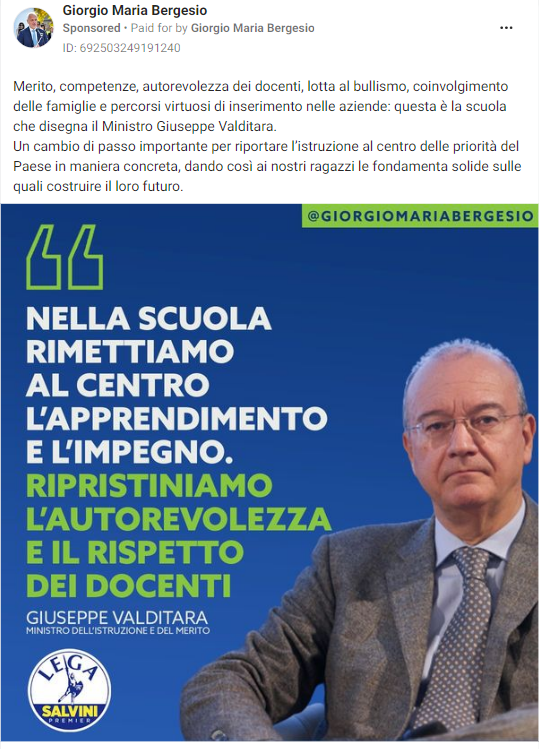 Giorgio Maria Bergesio
Sponsored • Paid for by Giorgio Maria Bergesio
ID: 692503249191240
Merito, competenze, autorevolezza dei docenti, lotta al bullismo, coinvolgimento
delle famiglie e percorsi virtuosi di inserimento nelle aziende: questa è la scuola
che disegna il Ministro Giuseppe Valditara.
Un cambio di passo importante per riportare l’istruzione al centro delle priorità del
Paese in maniera concreta, dando così ai nostri ragazzi le fondamenta solide sulle
quali costruire il loro futuro.
@GIORGIOMARIABERGESIO
NELLA SCUOLA
RIMETTIAMO
AL CENTRO
L’APPRENDIMENTO
E L’IMPEGNO.
RIPRISTINIAMO
L’AUTOREVOLEZZA
E IL RISPETTO
DEI DOCENTI
GIUSEPPE VALDITARA
MINISTRO DELL’ISTRUZIONE E DEL MERITO
LEGA
SALVINI
PREMIER